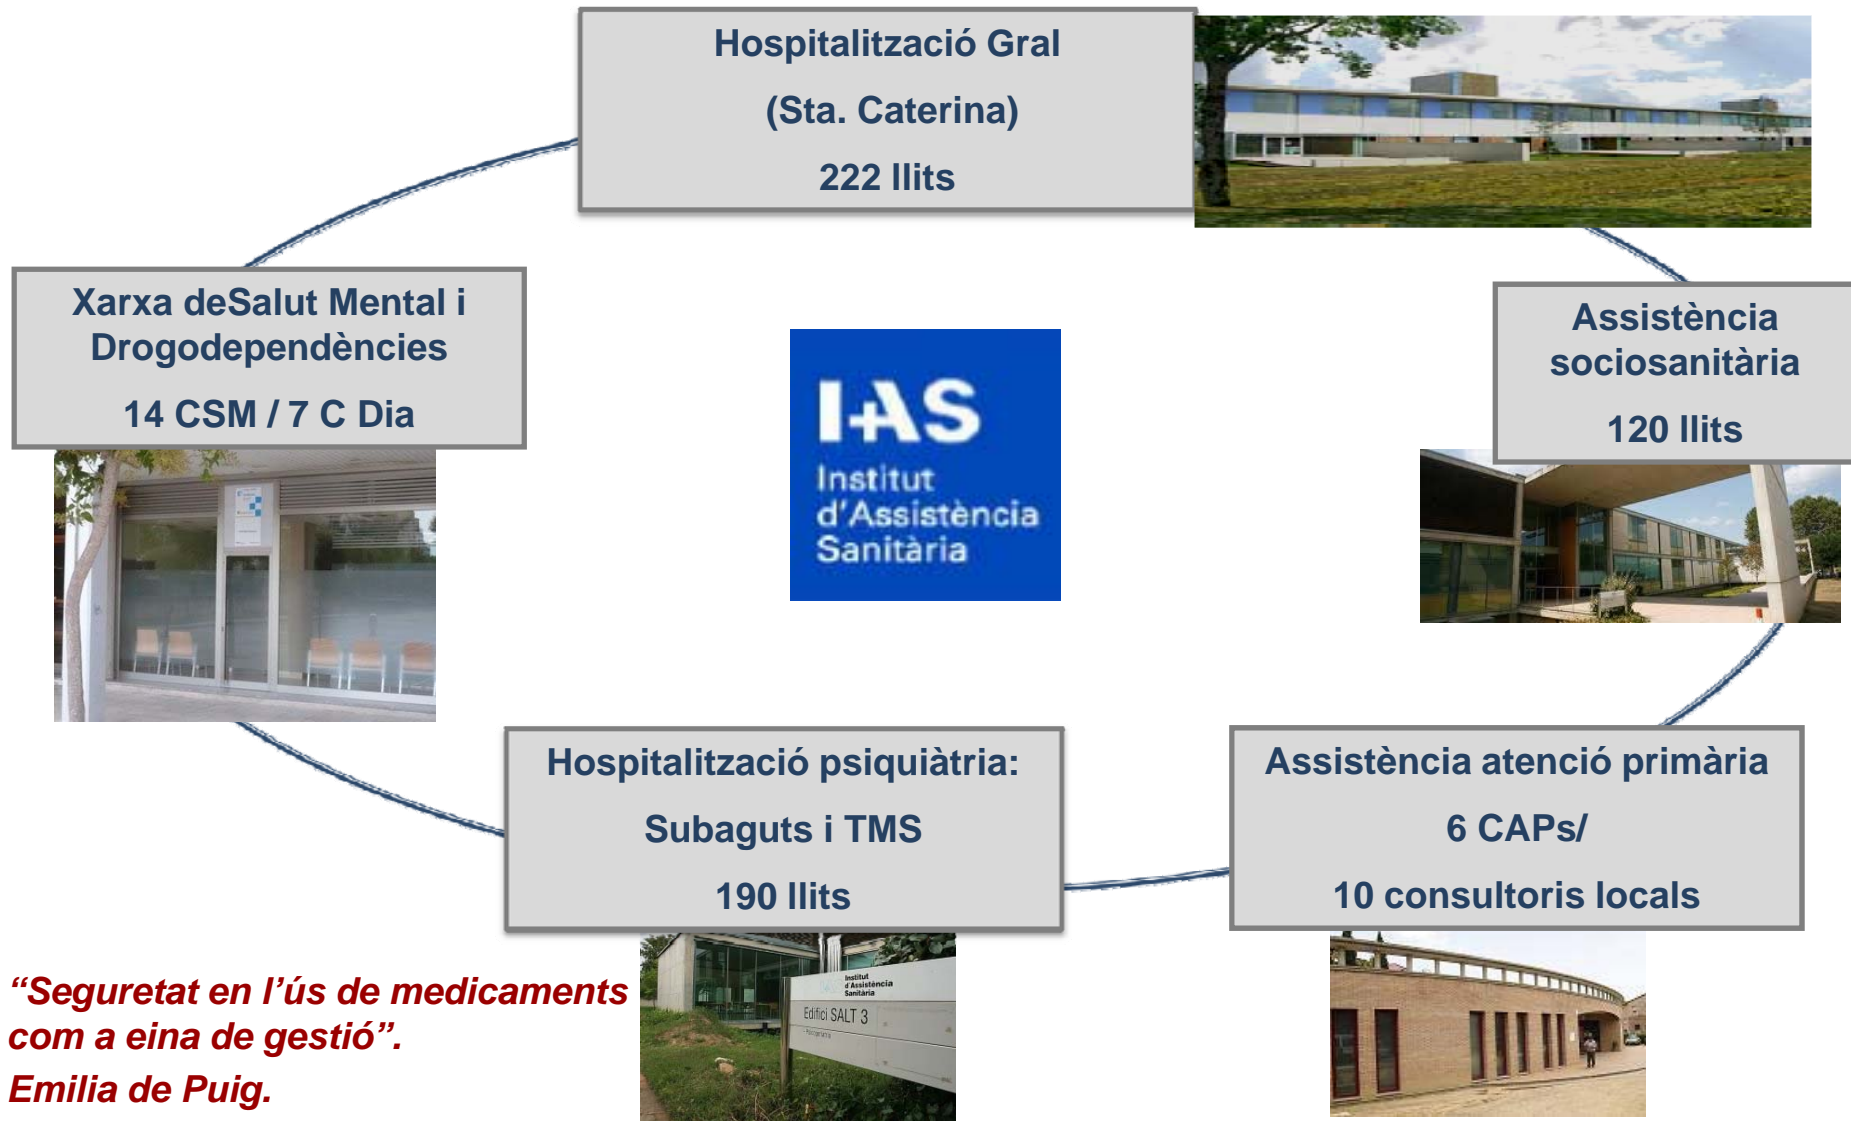 Hospitalització Gral
(Sta. Caterina)
222 llits
Xarxa deSalut Mental i
Drogodependències
14 CSM / 7 C Dia
Assistència
sociosanitària
120 llits
I+AS
Institut
d'Assistència
Sanitària
Hospitalització psiquiàtria:
Subaguts i TMS
190 llits
Assistència atenció primària
6 CAPs/
10 consultoris locals
Institut
d'Assistència
Sanitària
Edifici SALT 3
“Seguretat en l’ús de medicaments
com a eina de gestió”.
Emilia de Puig.